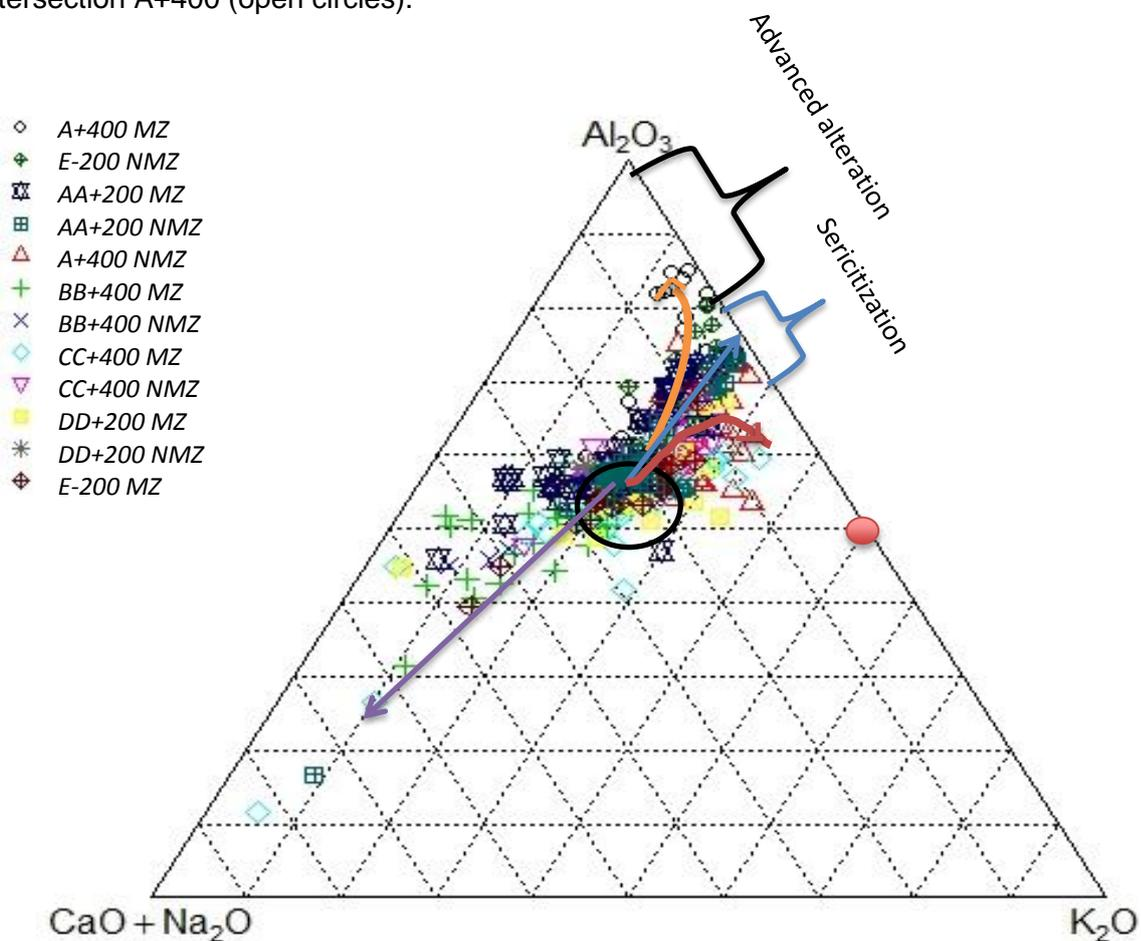 tersection A+400 (open circles).
Advanced alteration
Sericitization
Al₂O₃
A+400 MZ
E-200 NMZ
AA+200 MZ
AA+200 NMZ
A+400 NMZ
BB+400 MZ
BB+400 NMZ
CC+400 MZ
CC+400 NMZ
DD+200 MZ
DD+200 NMZ
E-200 MZ
CaO + Na₂O
K₂O